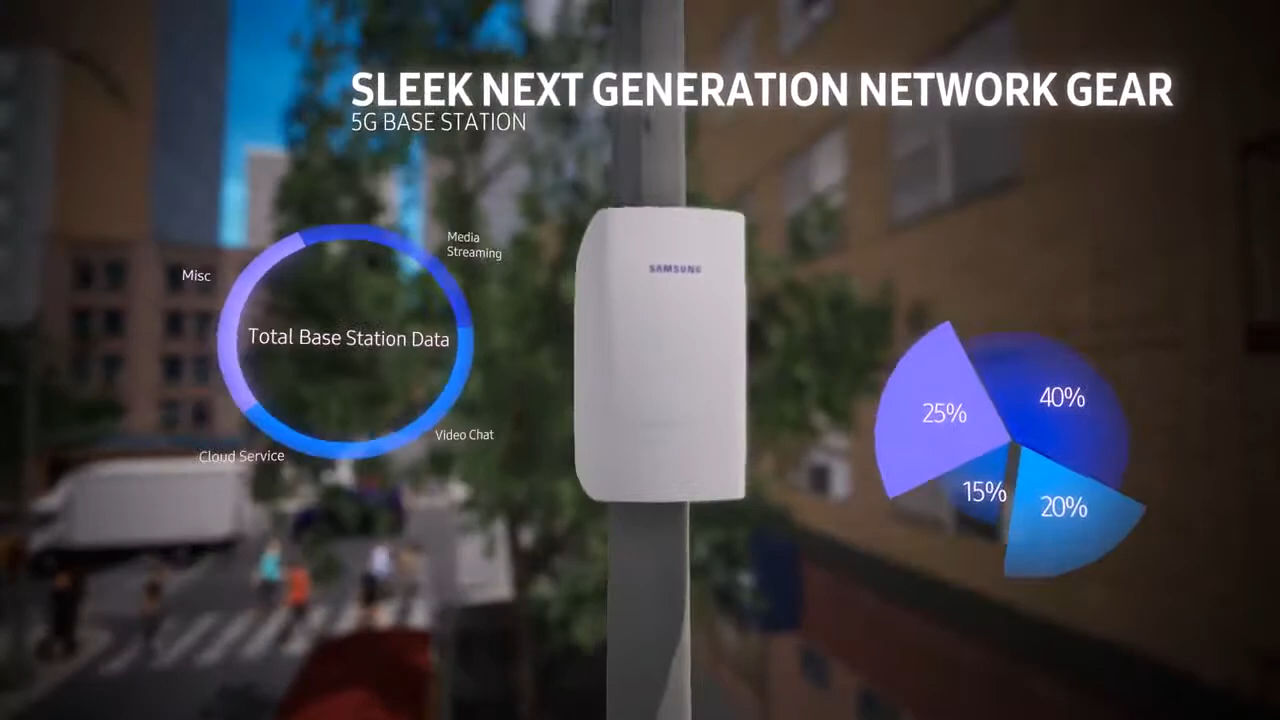 SLEEK NEXT GENERATION NETWORK GEAR
5G BASE STATION
Media
Streaming
Misc
Total Base Station Data
Video Chat
Cloud Service
SAMSUNG
40%
25%
15%
20%